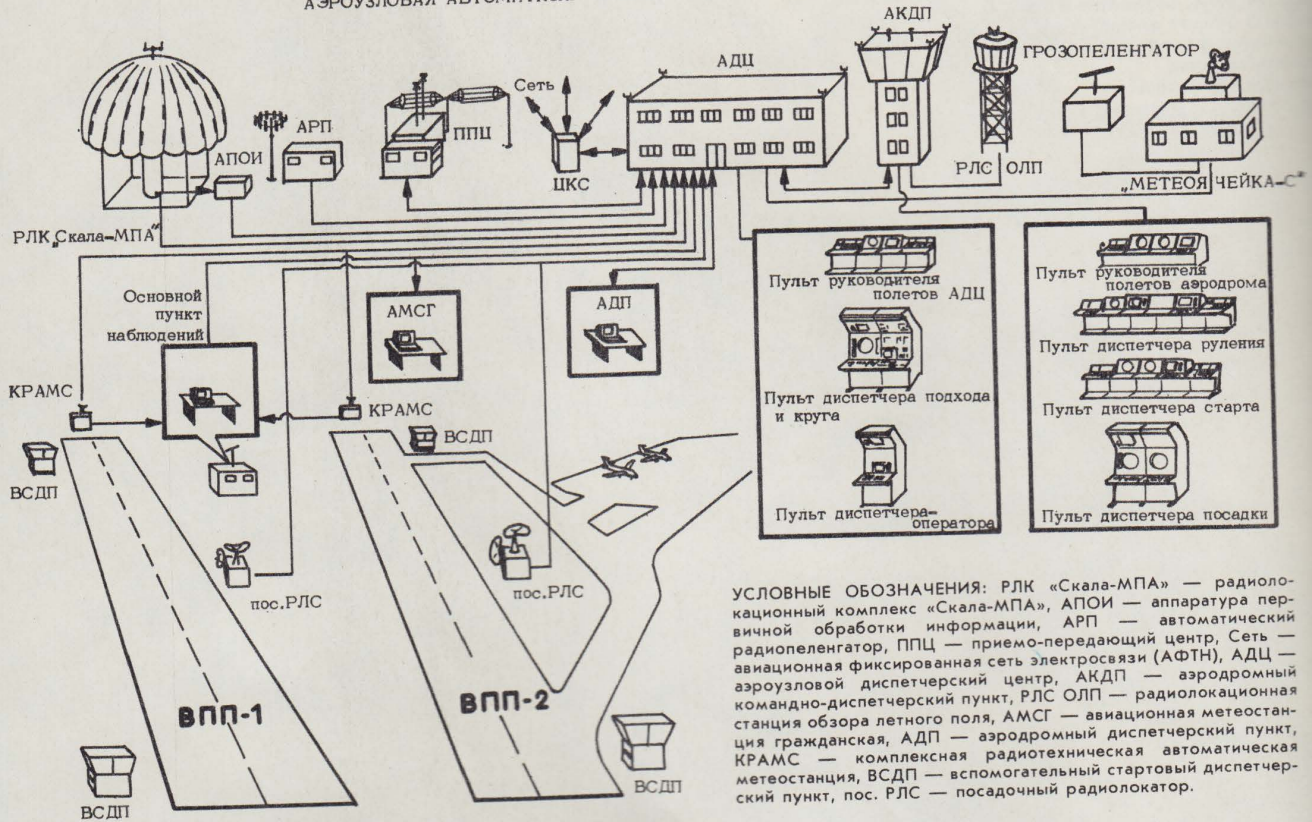 АЭРОУЗЛОВАЯ
АКДП
АДЦ
ГРОЗОПЕЛЕНГАТОР
Сеть
АРП
ППЦ
АПОИ
ЦКС
РЛС ОЛП
„МЕТЕОЯЧЕЙКА-С"
РЛК „Скала-МПА"
Основной
пункт
наблюдений
АМСГ
АДП
Пульт руководителя
полетов АДЦ
Пульт диспетчера подхода
и круга
Пульт диспетчера-
оператора
Пульт руководителя
полетов аэродрома
Пульт диспетчера руления
Пульт диспетчера старта
Пульт диспетчера посадки
КРАМС
КРАМС
ВСДП
ВСДП
пос.РЛС
пос.РЛС
ВПП-1
ВПП-2
ВСДП
ВСДП
УСЛОВНЫЕ ОБОЗНАЧЕНИЯ: РЛК «Скала-МПА» — радиоло-
кационный комплекс «Скала-МПА», АПОИ — аппаратура пер-
вичной обработки информации, АРП — автоматический
радиопеленгатор, ППЦ — приемо-передающий центр, Сеть —
авиационная фиксированная сеть электросвязи (АФТН), АДЦ —
аэроузловой диспетчерский центр, АКДП — аэродромный
командно-диспетчерский пункт, РЛС ОЛП — радиолокационная
станция обзора летного поля, АМСГ — авиационная метеостан-
ция гражданская, АДП — аэродромный диспетчерский пункт,
КРАМС — комплексная радиотехническая автоматическая
метеостанция, ВСДП — вспомогательный стартовый диспетчер-
ский пункт, пос. РЛС — посадочный радиолокатор.